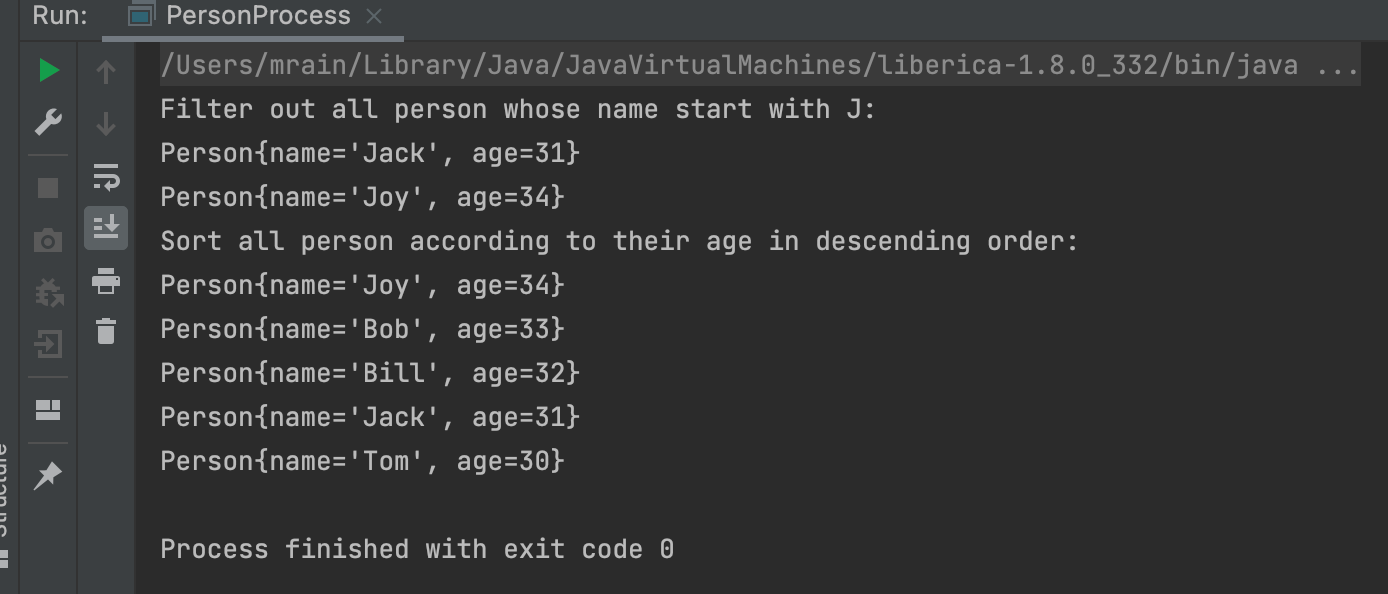 Run: PersonProcess
/Users/mrain/Library/Java/JavaVirtualMachines/liberica-1.8.0_332/bin/java ...
Filter out all person whose name start with J:
Person{name='Jack', age=31}
Person{name='Joy', age=34}
Sort all person according to their age in descending order:
Person{name='Joy', age=34}
Person{name='Bob', age=33}
Person{name='Bill', age=32}
Person{name='Jack', age=31}
Person{name='Tom', age=30}
Process finished with exit code 0
Structure